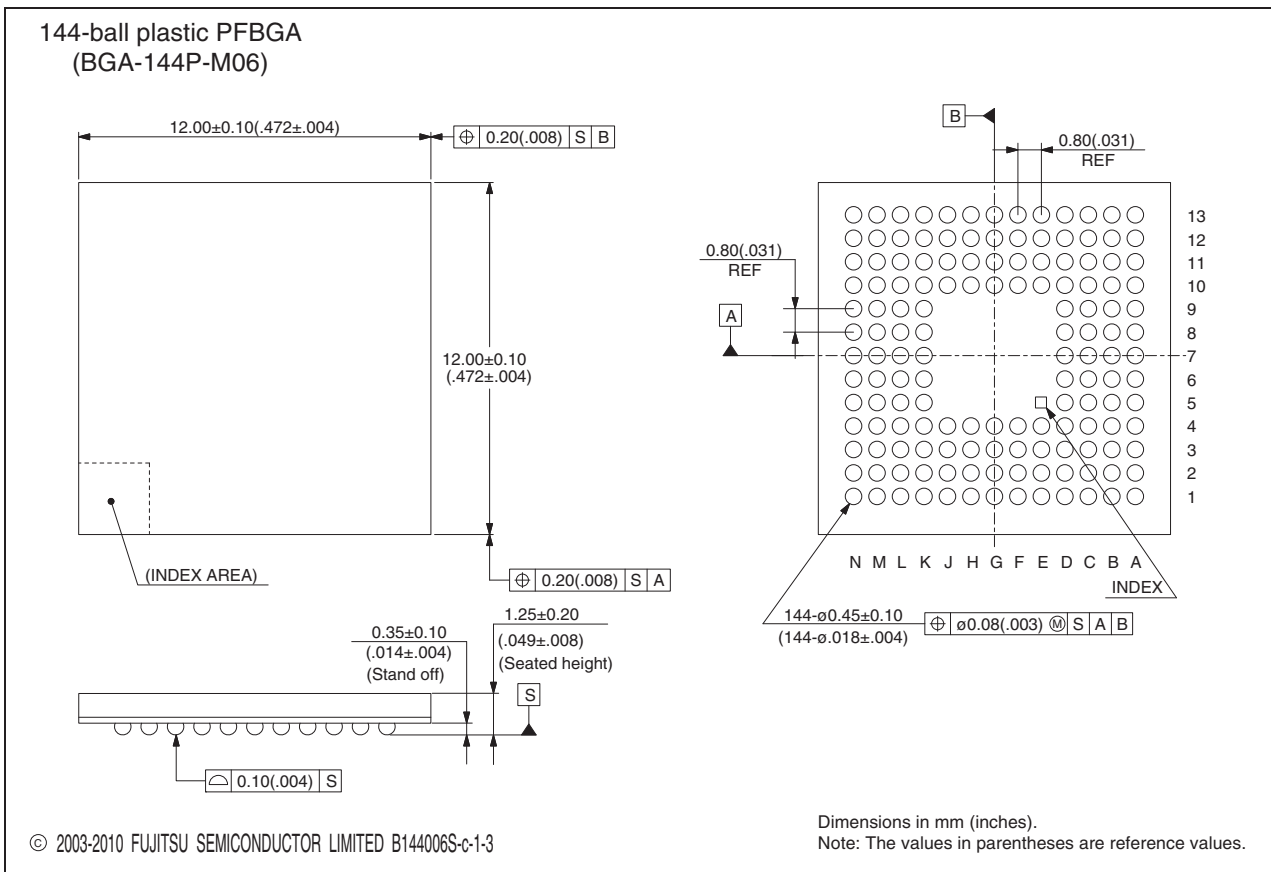 144-ball plastic PFBGA
(BGA-144P-M06)
12.00±0.10(.472±.004)
⌖ 0.20(.008) S B
12.00±0.10
(.472±.004)
(INDEX AREA)
⌖ 0.20(.008) S A
0.35±0.10
(.014±.004)
(Stand off)
1.25±0.20
(.049±.008)
(Seated height)
S
⌓ 0.10(.004) S
B
0.80(.031)
REF
0.80(.031)
REF
A
13
12
11
10
9
8
7
6
5
4
3
2
1
N M L K J H G F E D C B A
INDEX
144-ø0.45±0.10
(144-ø.018±.004)
⌖ ø0.08(.003) Ⓜ S A B
© 2003-2010 FUJITSU SEMICONDUCTOR LIMITED B144006S-c-1-3
Dimensions in mm (inches).
Note: The values in parentheses are reference values.